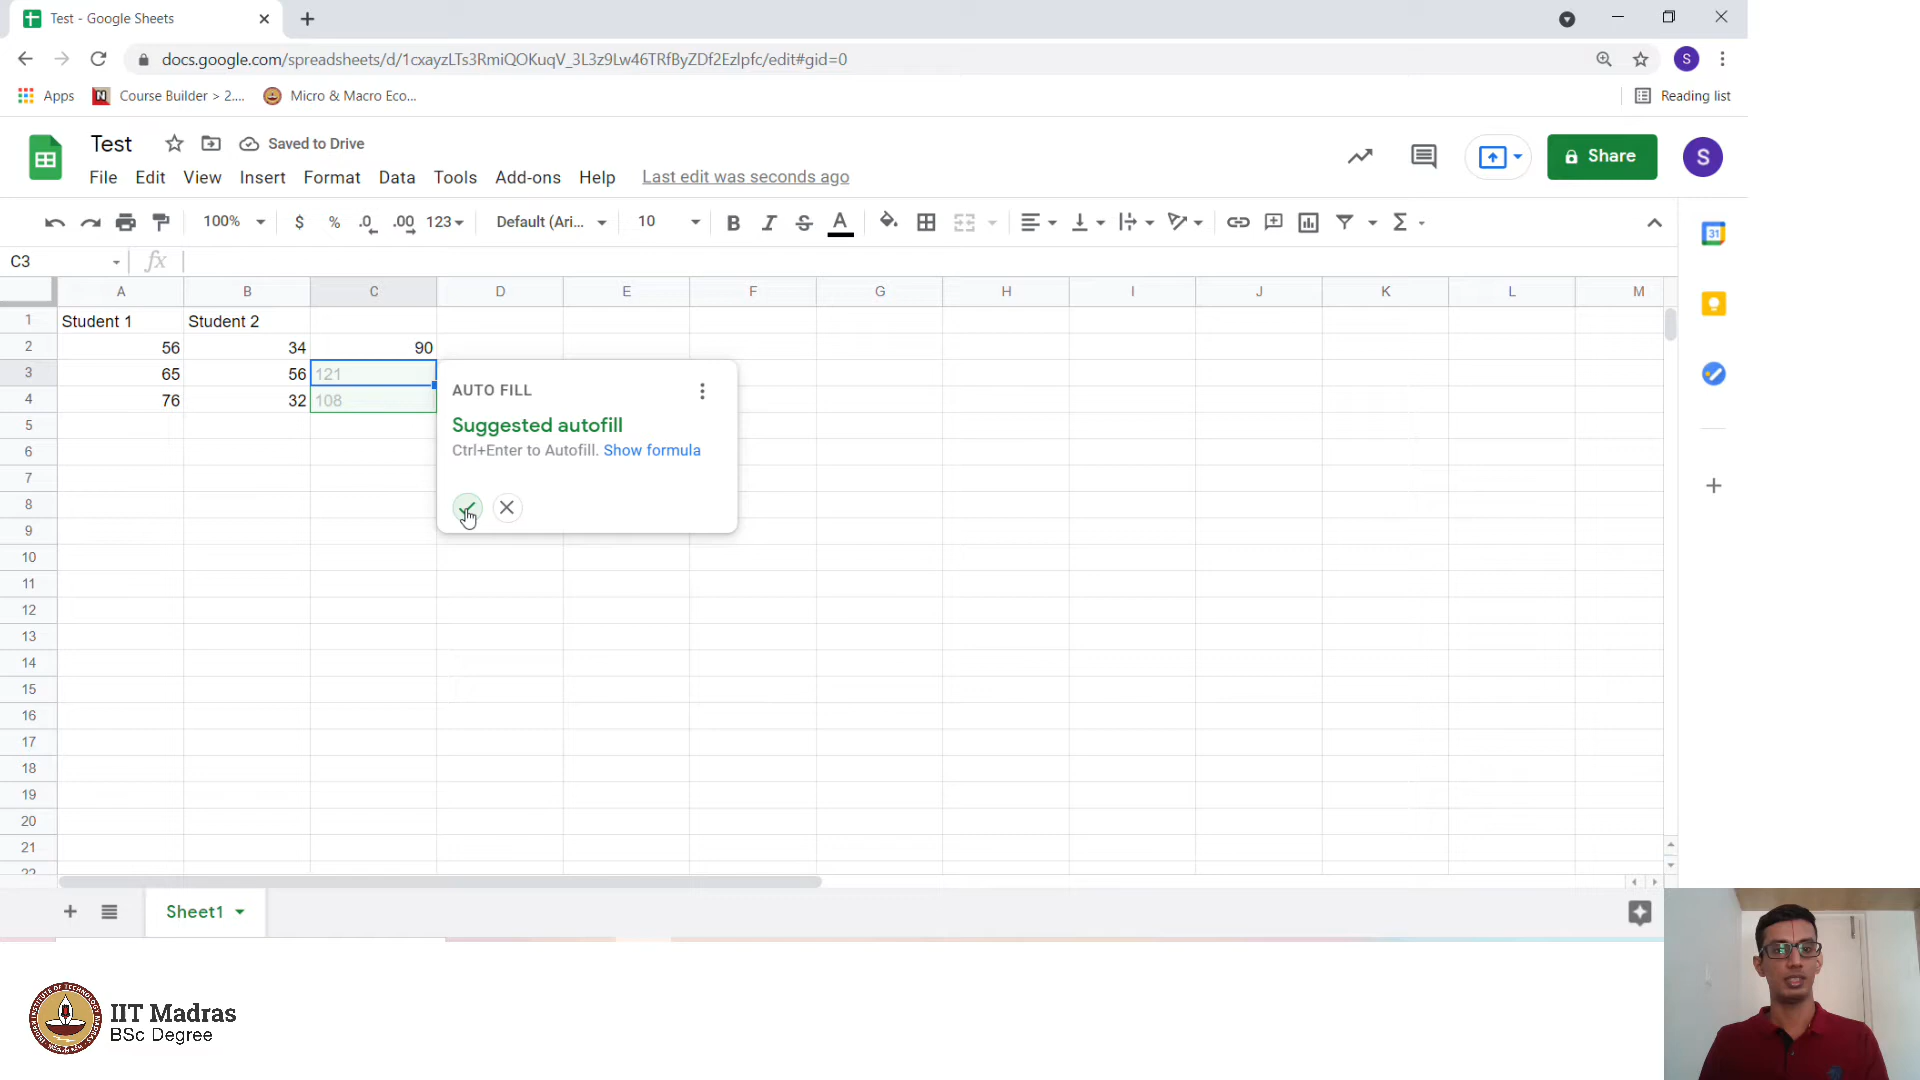 Test - Google Sheets
docs.google.com/spreadsheets/d/1cxayzLTs3RmiQOKuqV_3L3z9Lw46TRfByZDf2EzIpfc/edit#gid=0
S
Apps
Course Builder > 2....
Micro & Macro Eco...
Reading list
Test
Saved to Drive
File Edit View Insert Format Data Tools Add-ons Help Last edit was seconds ago
Share
S
100% $ % .0 .00 123 Default (Ari... 10 B I S A
31
C3 fx
A B C D E F G H I J K L M
1 Student 1 Student 2
2 56 34 90
3 65 56 121
4 76 32 108
AUTO FILL
Suggested autofill
Ctrl+Enter to Autofill. Show formula
5
6
7
8
9
10
11
12
13
14
15
16
17
18
19
20
21
22
Sheet1
IIT Madras
BSc Degree